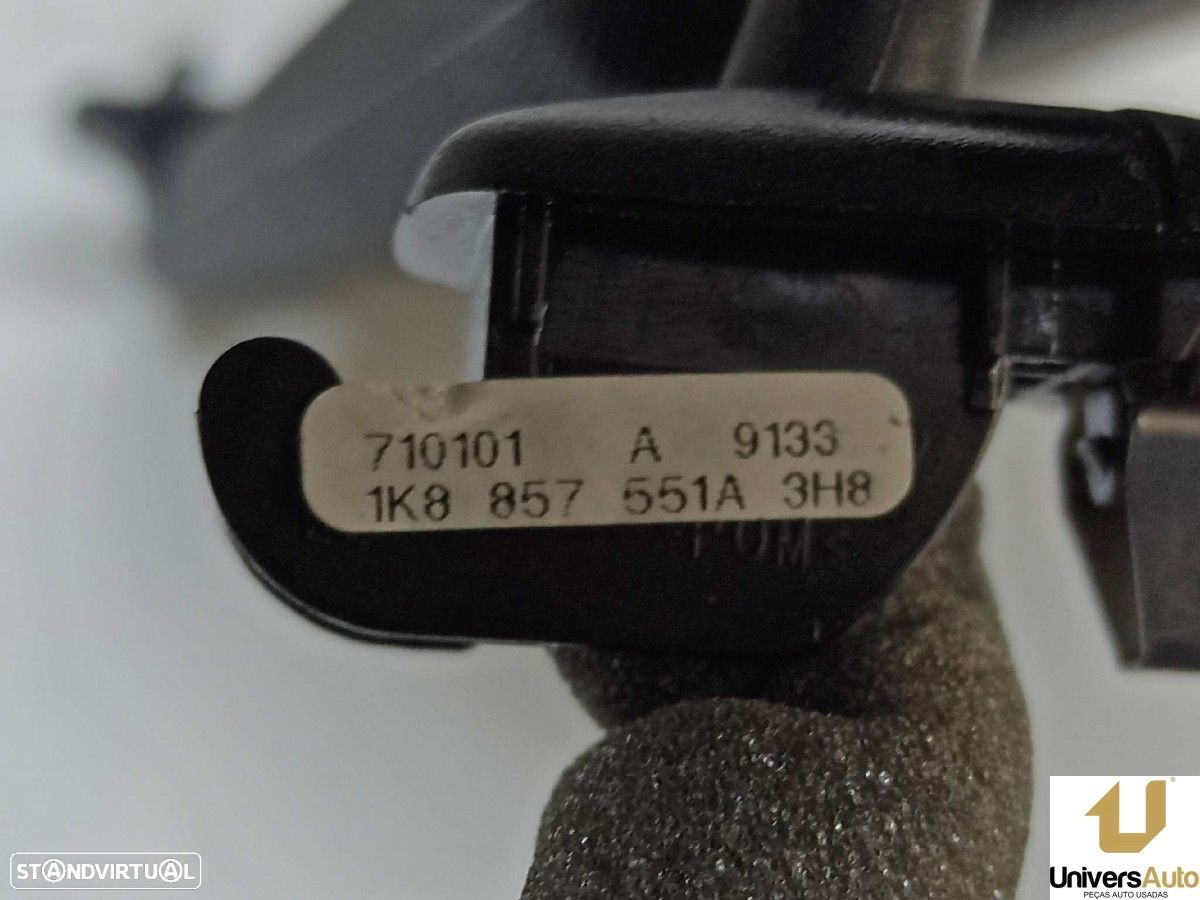 710101 A 9133
1K8 857 551A 3H8
STANDVIRTUAL
UniversAuto
PEÇAS AUTO USADAS